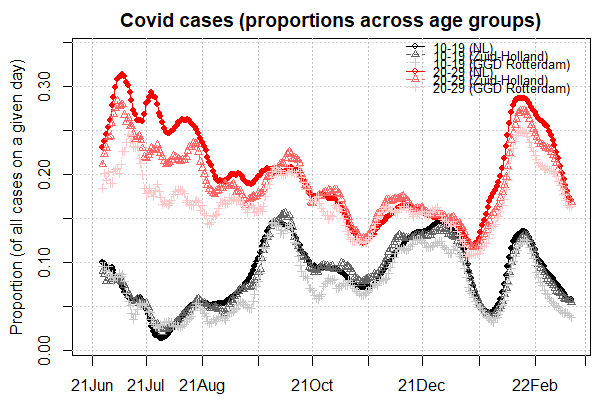 Covid cases (proportions across age groups)
Proportion (of all cases on a given day)
0.30
0.20
0.10
0.00
10-19 (NL)
10-19 (Zuid-Holland)
10-19 (GGD Rotterdam)
20-29 (NL)
20-29 (Zuid-Holland)
20-29 (GGD Rotterdam)
21Jun 21Jul 21Aug 21Oct 21Dec 22Feb